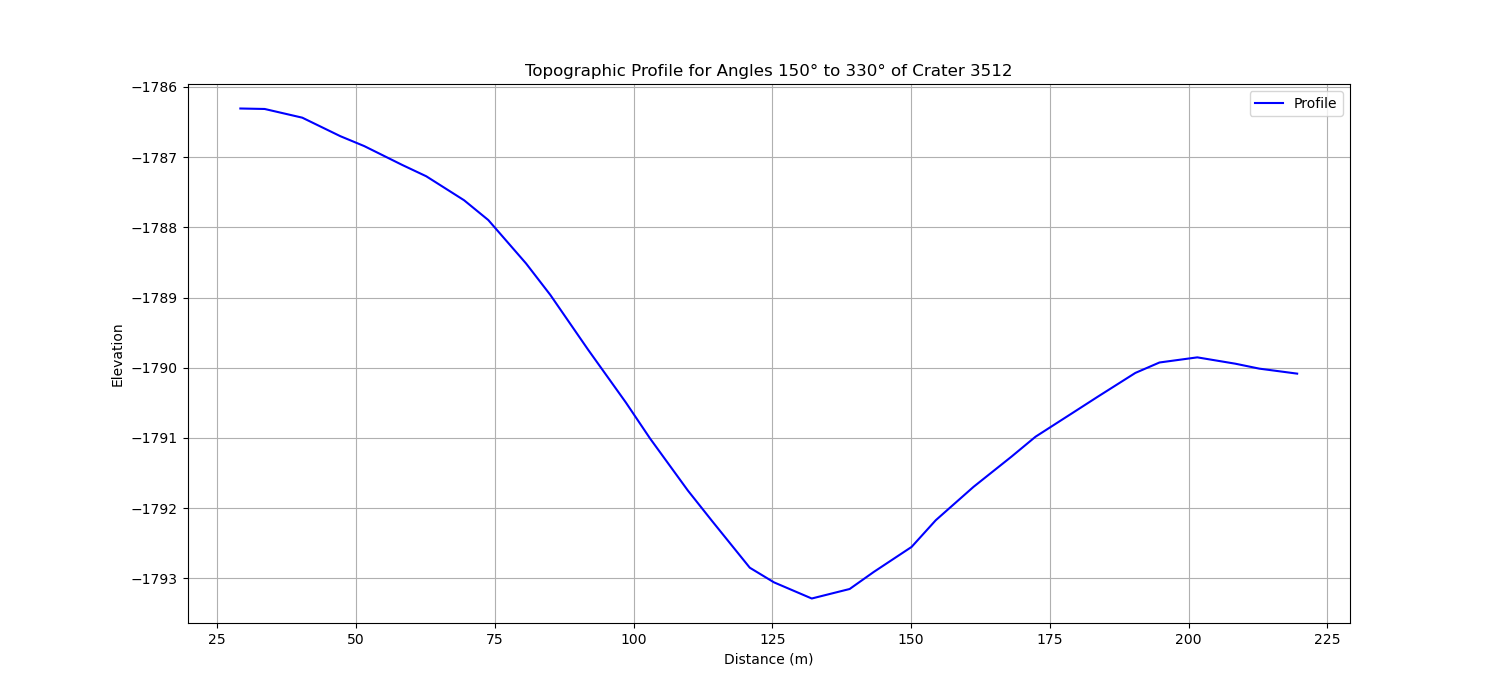 Topographic Profile for Angles 150° to 330° of Crater 3512
Profile
−1786
−1787
−1788
−1789
−1790
−1791
−1792
−1793
Elevation
25 50 75 100 125 150 175 200 225
Distance (m)